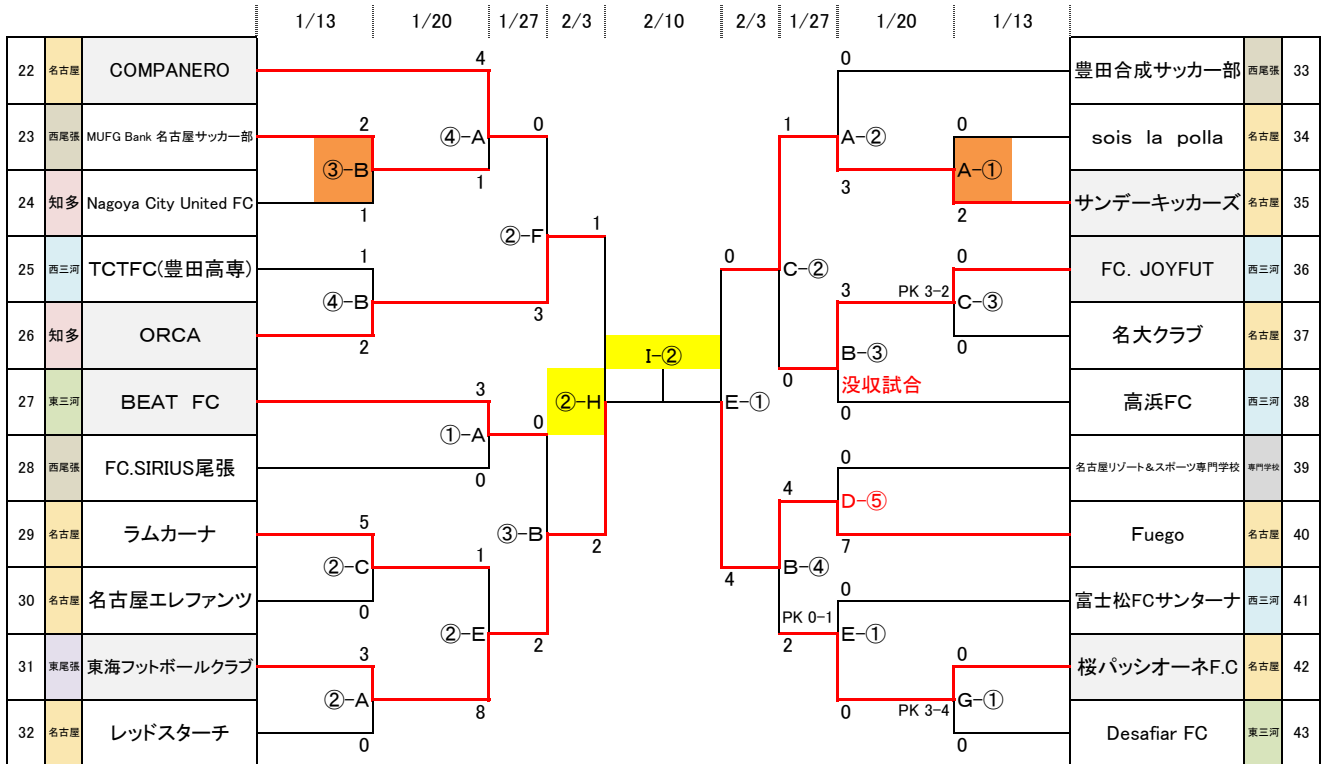 1/13 1/20 1/27 2/3 2/10 2/3 1/27 1/20 1/13
22 名古屋 COMPANERO
23 西尾張 MUFG Bank 名古屋サッカー部
24 知多 Nagoya City United FC
25 西三河 TCTFC(豊田高専)
26 知多 ORCA
27 東三河 BEAT FC
28 西尾張 FC.SIRIUS尾張
29 名古屋 ラムカーナ
30 名古屋 名古屋エレファンツ
31 東尾張 東海フットボールクラブ
32 名古屋 レッドスターチ
2
③-B
1
1
④-B
2
5
②-C
0
3
②-A
0
4
④-A
1
3
①-A
0
1
②-E
8
0
②-F
3
0
③-B
2
1
②-H
2
I-②
0
E-①
4
1
C-②
0
4
B-④
PK 0-1
2
0
A-②
3
3
B-③
没収試合
0
0
D-⑤
7
0
E-①
0
0
A-①
2
PK 3-2
0
C-③
0
0
PK 3-4
G-①
0
豊田合成サッカー部 西尾張 33
sois la polla 名古屋 34
サンデーキッカーズ 名古屋 35
FC. JOYFUT 西三河 36
名大クラブ 名古屋 37
高浜FC 西三河 38
名古屋リゾート&スポーツ専門学校 専門学校 39
Fuego 名古屋 40
富士松FCサンターナ 西三河 41
桜パッシオーネF.C 名古屋 42
Desafiar FC 東三河 43